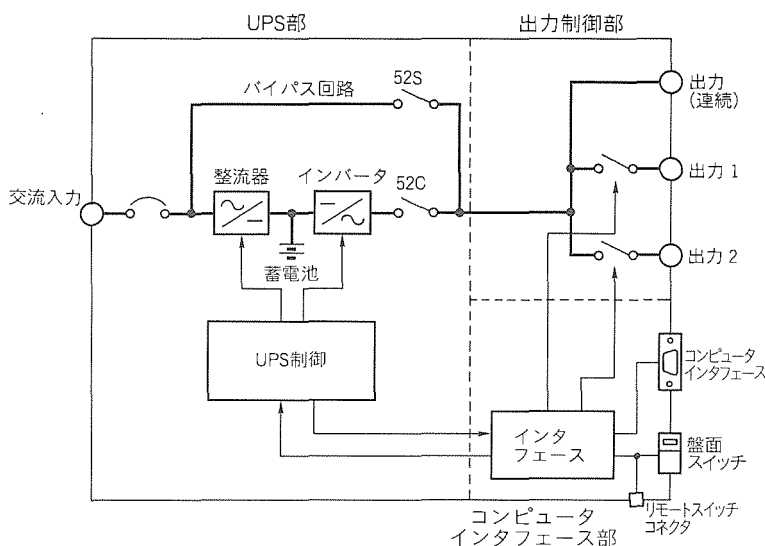 UPS部
出力制御部
バイパス回路
52S
出力
(連続)
整流器
インバータ
52C
出力 1
交流入力
出力 2
蓄電池
UPS制御
コンピュータ
インタフェース
インタ
フェース
盤面
スイッチ
リモートスイッチ
コネクタ
コンピュータ
インタフェース部